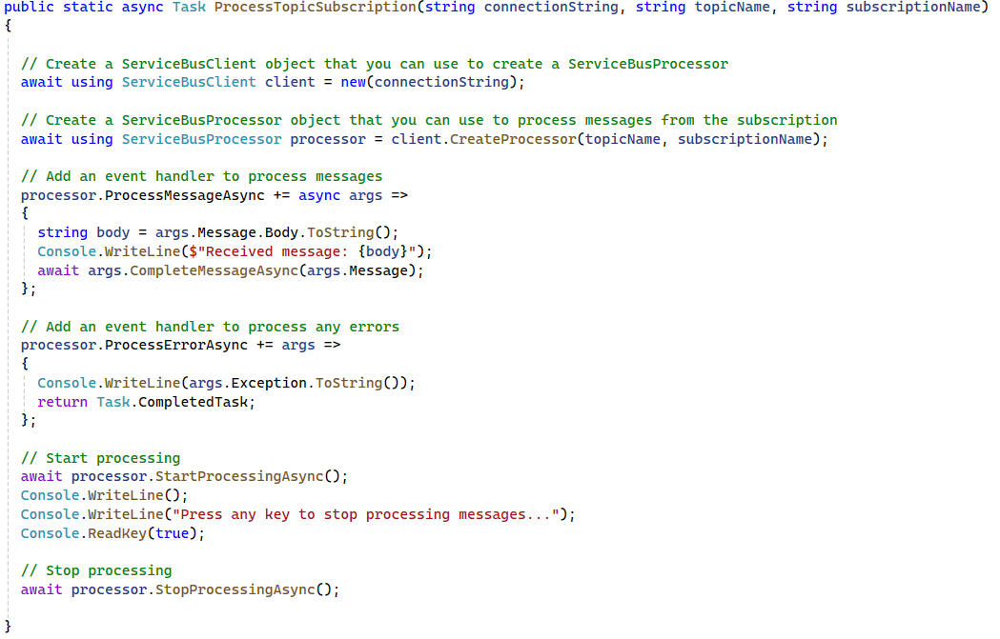 public static async Task ProcessTopicSubscription(string connectionString, string topicName, string subscriptionName)
{
// Create a ServiceBusClient object that you can use to create a ServiceBusProcessor
await using ServiceBusClient client = new(connectionString);
// Create a ServiceBusProcessor object that you can use to process messages from the subscription
await using ServiceBusProcessor processor = client.CreateProcessor(topicName, subscriptionName);
// Add an event handler to process messages
processor.ProcessMessageAsync += async args =>
{
string body = args.Message.Body.ToString();
Console.WriteLine($"Received message: {body}");
await args.CompleteMessageAsync(args.Message);
};
// Add an event handler to process any errors
processor.ProcessErrorAsync += args =>
{
Console.WriteLine(args.Exception.ToString());
return Task.CompletedTask;
};
// Start processing
await processor.StartProcessingAsync();
Console.WriteLine();
Console.WriteLine("Press any key to stop processing messages...");
Console.ReadKey(true);
// Stop processing
await processor.StopProcessingAsync();
}